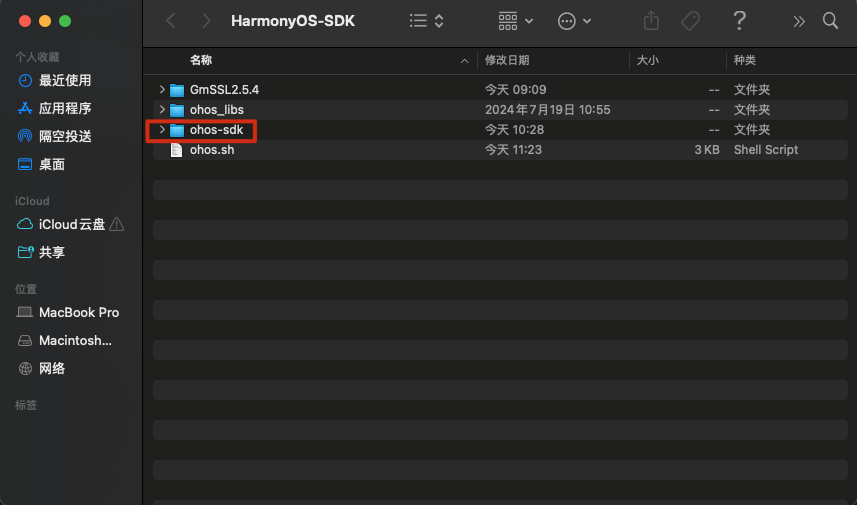 HarmonyOS-SDK
个人收藏
最近使用
应用程序
隔空投送
桌面
iCloud
iCloud云盘
共享
位置
MacBook Pro
Macintosh...
网络
标签
名称 修改日期 大小 种类
GmSSL2.5.4 今天 09:09 -- 文件夹
ohos_libs 2024年7月19日 10:55 -- 文件夹
ohos-sdk 今天 10:28 -- 文件夹
ohos.sh 今天 11:23 3 KB Shell Script